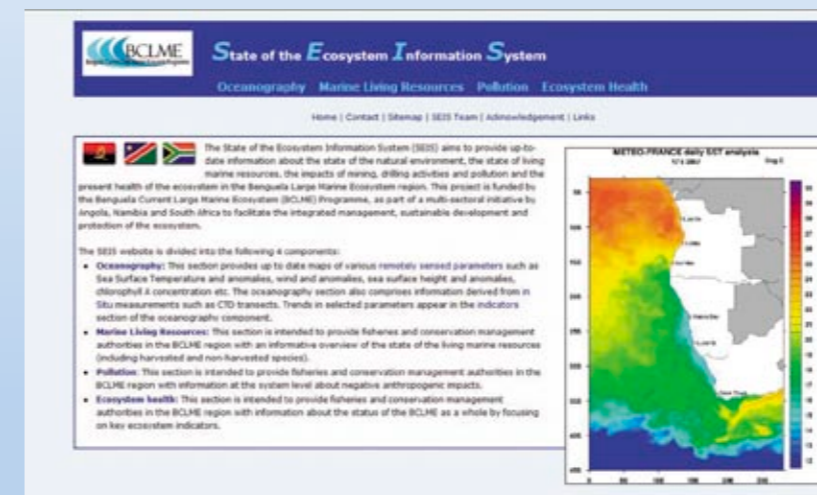 BCLME
State of the Ecosystem Information System
Oceanography Marine Living Resources Pollution Ecosystem Health
Home | Contact | Sitemap | SEIS Team | Acknowledgement | Links
The State of the Ecosystem Information System (SEIS) aims to provide up-to-
date information about the state of the natural environment, the state of living
marine resources, the impacts of mining, drilling activities and pollution and the
present health of the ecosystem in the Benguela Large Marine Ecosystem region. This project is funded by
the Benguela Current Large Marine Ecosystem (BCLME) Programme, as part of a multi-sectoral initiative by
Angola, Namibia and South Africa to facilitate the integrated management, sustainable development and
protection of the ecosystem.
The SEIS website is divided into the following 4 components:
• Oceanography: This section provides up to date maps of various remotely sensed parameters such as
Sea Surface Temperature and anomalies, wind and anomalies, sea surface height and anomalies,
chlorophyll A concentration etc. The oceanography section also comprises information derived from in
Situ measurements such as CTD transects. Trends in selected parameters appear in the indicators
section of the oceanography component.
• Marine Living Resources: This section is intended to provide fisheries and conservation management
authorities in the BCLME region with an informative overview of the state of the living marine resources
(including harvested and non-harvested species).
• Pollution: This section is intended to provide fisheries and conservation management authorities in the
BCLME region with information at the system level about negative anthropogenic impacts.
• Ecosystem health: This section is intended to provide fisheries and conservation management
authorities in the BCLME region with information about the status of the BCLME as a whole by focusing
on key ecosystem indicators.
METEO-FRANCE daily SST analysis
Deg C